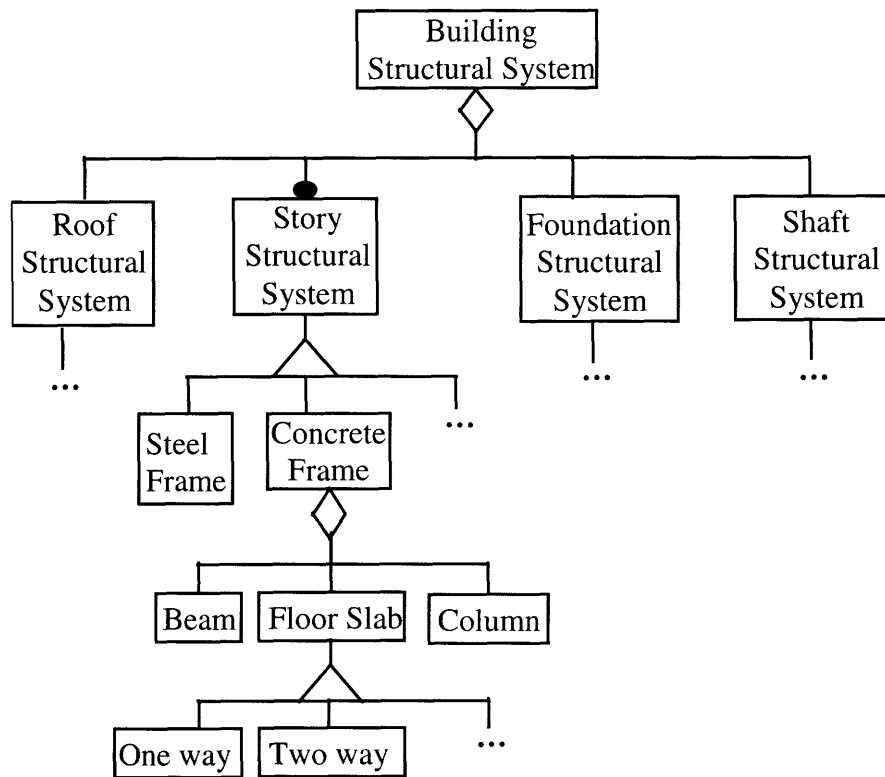 Building
Structural System
Roof
Structural
System
Story
Structural
System
Foundation
Structural
System
Shaft
Structural
System
...
...
...
...
Steel
Frame
Concrete
Frame
Beam
Floor Slab
Column
One way
Two way
...